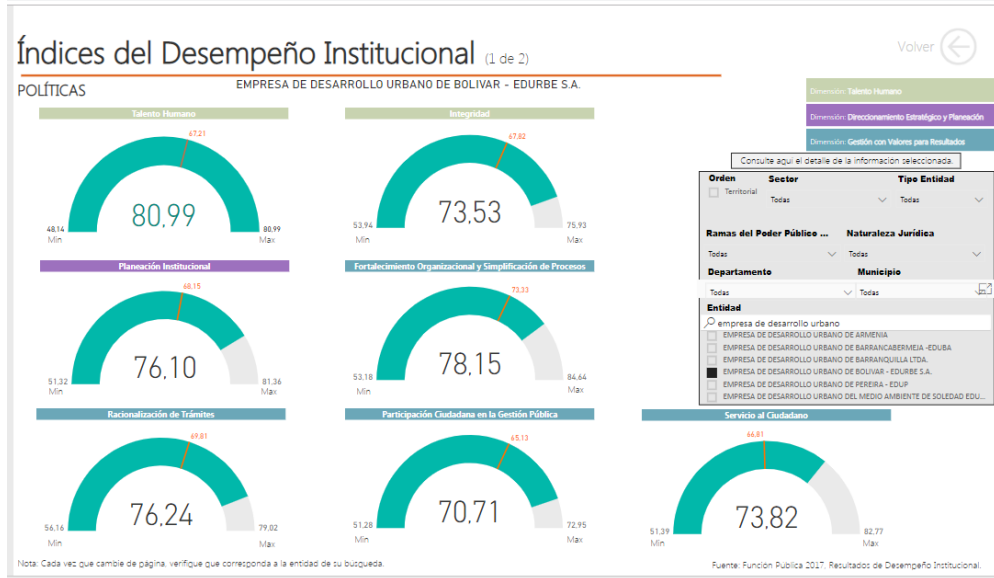 Índices del Desempeño Institucional (1 de 2)
Volver
POLÍTICAS
EMPRESA DE DESARROLLO URBANO DE BOLIVAR - EDURBE S.A.
Dimensión: Talento Humano
Dimensión: Direccionamiento Estratégico y Planeación
Dimensión: Gestión con Valores para Resultados
Talento Humano
67,21
80,99
48,14
Min
80,99
Max
Integridad
67,82
73,53
53,94
Min
75,93
Max
Consulte aquí el detalle de la información seleccionada.
Orden
Sector
Tipo Entidad
Territorial
Todas
Todas
Ramas del Poder Público ...
Naturaleza Jurídica
Todas
Todas
Departamento
Municipio
Todas
Todas
Entidad
empresa de desarrollo urbano
EMPRESA DE DESARROLLO URBANO DE ARMENIA
EMPRESA DE DESARROLLO URBANO DE BARRANCABERMEJA -EDUBA
EMPRESA DE DESARROLLO URBANO DE BARRANQUILLA LTDA.
EMPRESA DE DESARROLLO URBANO DE BOLIVAR - EDURBE S.A.
EMPRESA DE DESARROLLO URBANO DE PEREIRA - EDUP
EMPRESA DE DESARROLLO URBANO DEL MEDIO AMBIENTE DE SOLEDAD EDU...
Planeación Institucional
68,15
76,10
51,32
Min
81,36
Max
Fortalecimiento Organizacional y Simplificación de Procesos
73,33
78,15
53,18
Min
84,64
Max
Racionalización de Trámites
69,81
76,24
56,16
Min
79,02
Max
Participación Ciudadana en la Gestión Pública
65,13
70,71
51,28
Min
72,95
Max
Servicio al Ciudadano
66,81
73,82
51,39
Min
82,77
Max
Nota: Cada vez que cambie de página, verifique que corresponda a la entidad de su busqueda.
Fuente: Función Publica 2017, Resultados de Desempeño Institucional.